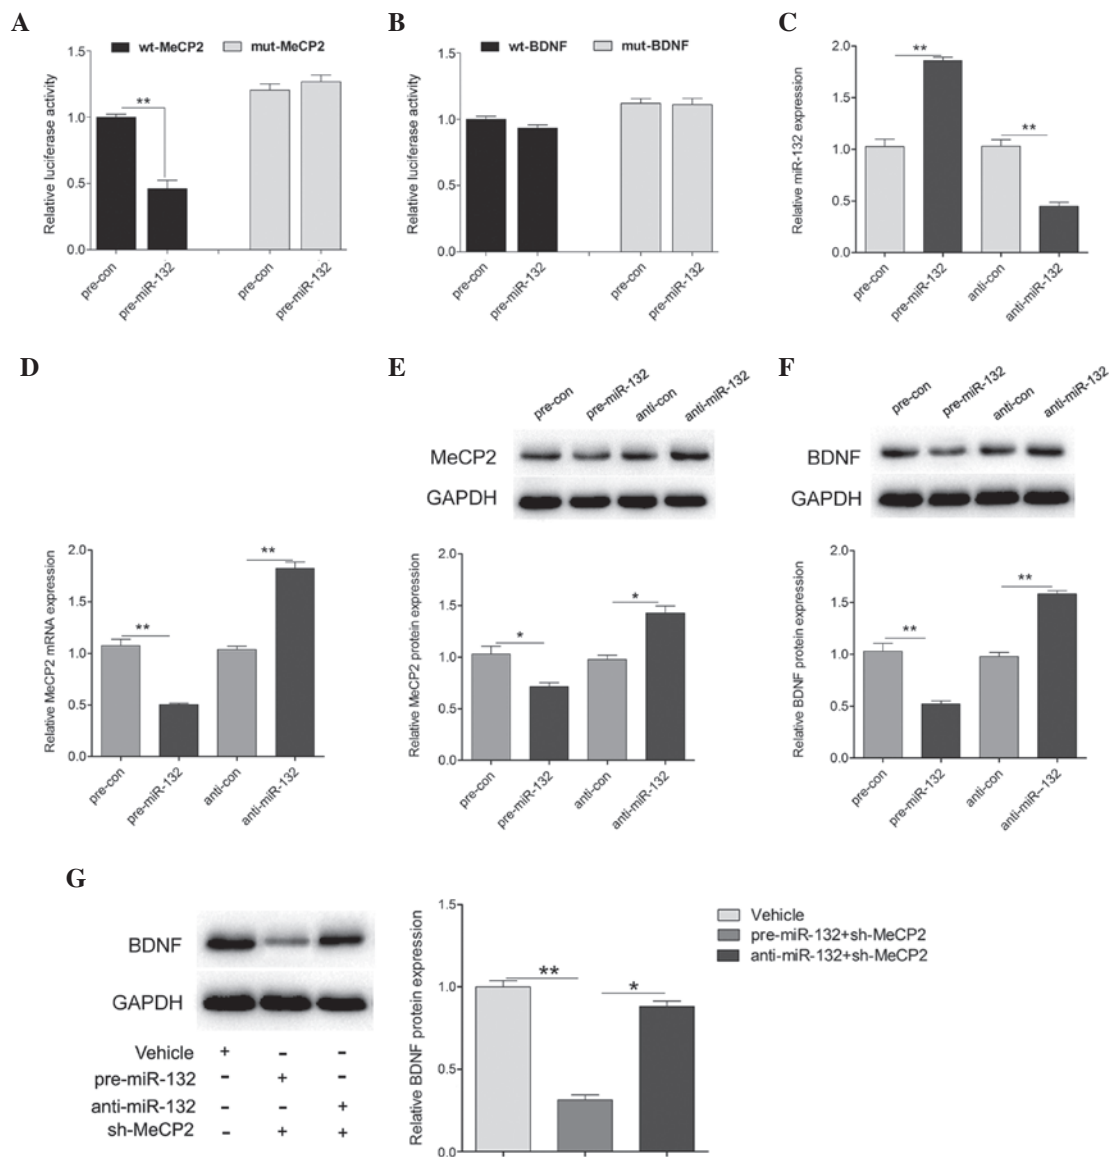 A
wt-MeCP2 mut-MeCP2
Relative luciferase activity
1.5
1.0
0.5
0.0
**
pre-con
pre-miR-132
pre-con
pre-miR-132
B
wt-BDNF mut-BDNF
Relative luciferase activity
1.5
1.0
0.5
0.0
pre-con
pre-miR-132
pre-con
pre-miR-132
C
Relative miR-132 expression
2.0
1.5
1.0
0.5
0.0
**
**
pre-con
pre-miR-132
anti-con
anti-miR-132
D
Relative MeCP2 mRNA expression
2.0
1.5
1.0
0.5
0.0
**
**
pre-con
pre-miR-132
anti-con
anti-miR-132
E
pre-con
pre-miR-132
anti-con
anti-miR-132
MeCP2
GAPDH
Relative MeCP2 protein expression
2.0
1.5
1.0
0.5
0.0
*
*
pre-con
pre-miR-132
anti-con
anti-miR-132
F
pre-con
pre-miR-132
anti-con
anti-miR-132
BDNF
GAPDH
Relative BDNF protein expression
2.0
1.5
1.0
0.5
0.0
**
**
pre-con
pre-miR-132
anti-con
anti-miR--132
G
BDNF
GAPDH
Vehicle + - -
pre-miR-132 - + -
anti-miR-132 - - +
sh-MeCP2 - + +
Relative BDNF protein expression
1.5
1.0
0.5
0.0
**
*
Vehicle
pre-miR-132+sh-MeCP2
anti-miR-132+sh-MeCP2